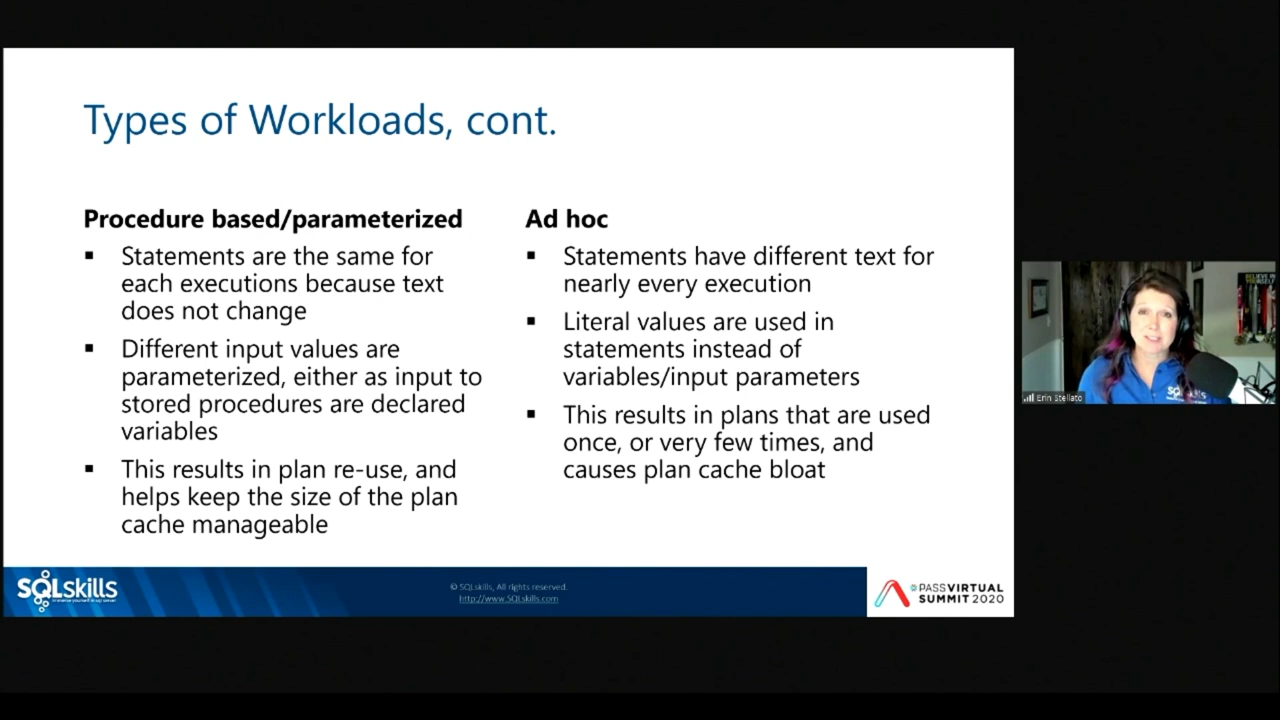 Types of Workloads, cont.
Procedure based/parameterized
▪ Statements are the same for
each executions because text
does not change
▪ Different input values are
parameterized, either as input to
stored procedures are declared
variables
▪ This results in plan re-use, and
helps keep the size of the plan
cache manageable
Ad hoc
▪ Statements have different text for
nearly every execution
▪ Literal values are used in
statements instead of
variables/input parameters
▪ This results in plans that are used
once, or very few times, and
causes plan cache bloat
SQLskills
© SQLskills, All rights reserved.
http://www.SQLskills.com
PASS VIRTUAL
SUMMIT 2020
BELIEVE IN
YOURSELF
SQLskills
Erin Stellato